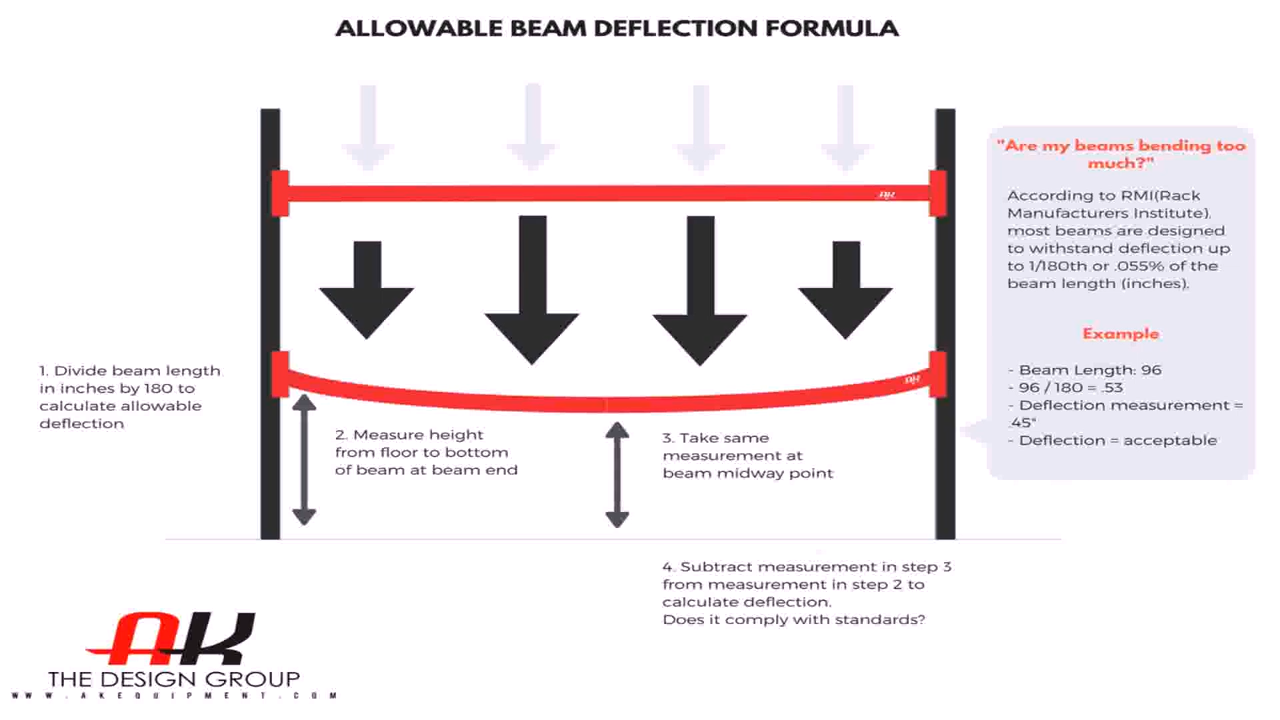 ALLOWABLE BEAM DEFLECTION FORMULA
"Are my beams bending too
much?"
According to RMI(Rack
Manufacturers Institute),
most beams are designed
to withstand deflection up
to 1/180th or .055% of the
beam length (inches).
Example
- Beam Length: 96
- 96 / 180 = .53
- Deflection measurement =
.45"
- Deflection = acceptable
AK
AK
1. Divide beam length
in inches by 180 to
calculate allowable
deflection
2. Measure height
from floor to bottom
of beam at beam end
3. Take same
measurement at
beam midway point
4. Subtract measurement in step 3
from measurement in step 2 to
calculate deflection.
Does it comply with standards?
AK
THE DESIGN GROUP
WWW.AKEQUIPMENT.COM